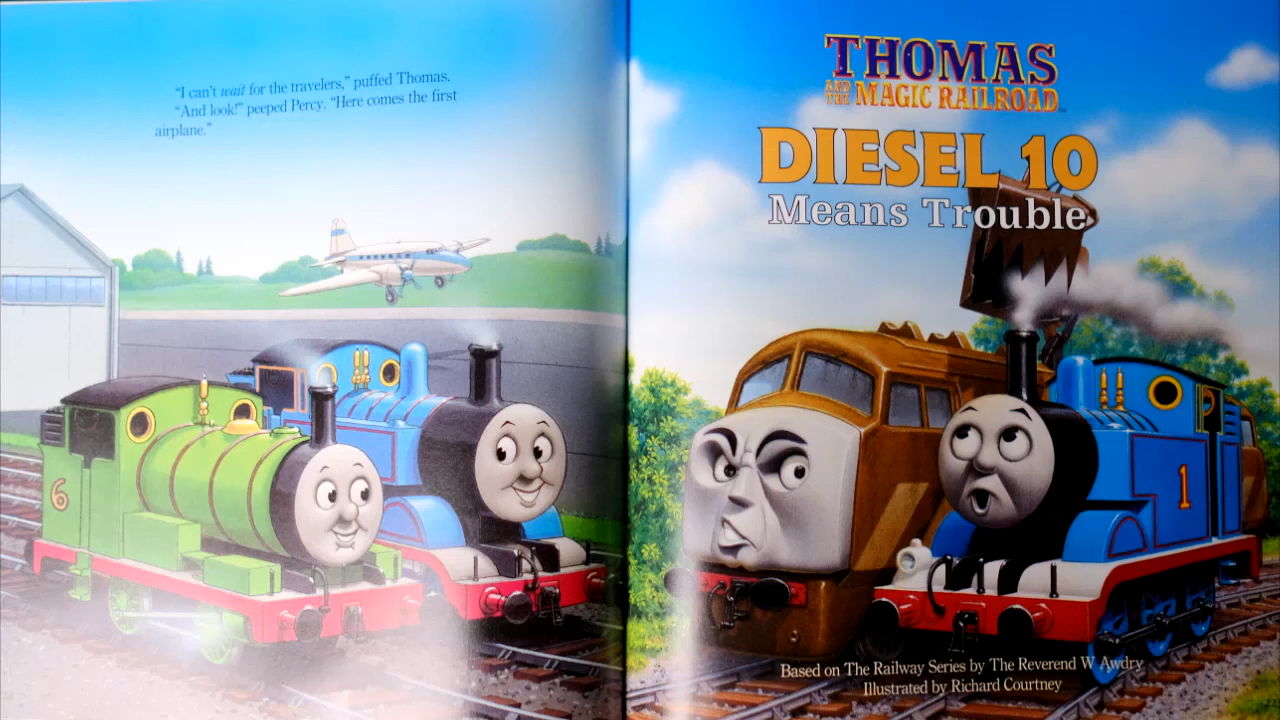 "I can't wait for the travelers," puffed Thomas.
"And look!" peeped Percy. "Here comes the first
airplane."
6
THOMAS
AND THE MAGIC RAILROAD™
DIESEL 10
Means Trouble
1
Based on The Railway Series by The Reverend W Awdry
Illustrated by Richard Courtney